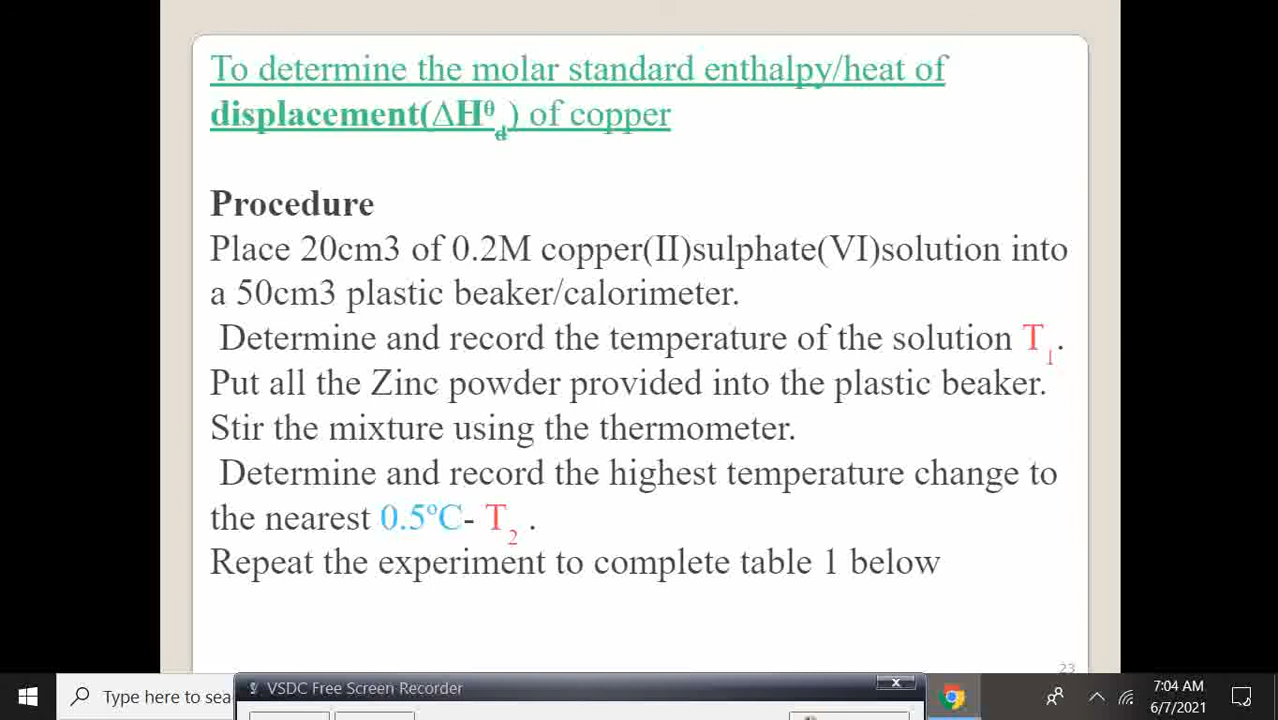 To determine the molar standard enthalpy/heat of
displacement(∆Hᶿd) of copper
Procedure
Place 20cm3 of 0.2M copper(II)sulphate(VI)solution into
a 50cm3 plastic beaker/calorimeter.
Determine and record the temperature of the solution T1.
Put all the Zinc powder provided into the plastic beaker.
Stir the mixture using the thermometer.
Determine and record the highest temperature change to
the nearest 0.5ºC- T2 .
Repeat the experiment to complete table 1 below
23
Type here to sea
VSDC Free Screen Recorder
7:04 AM
6/7/2021